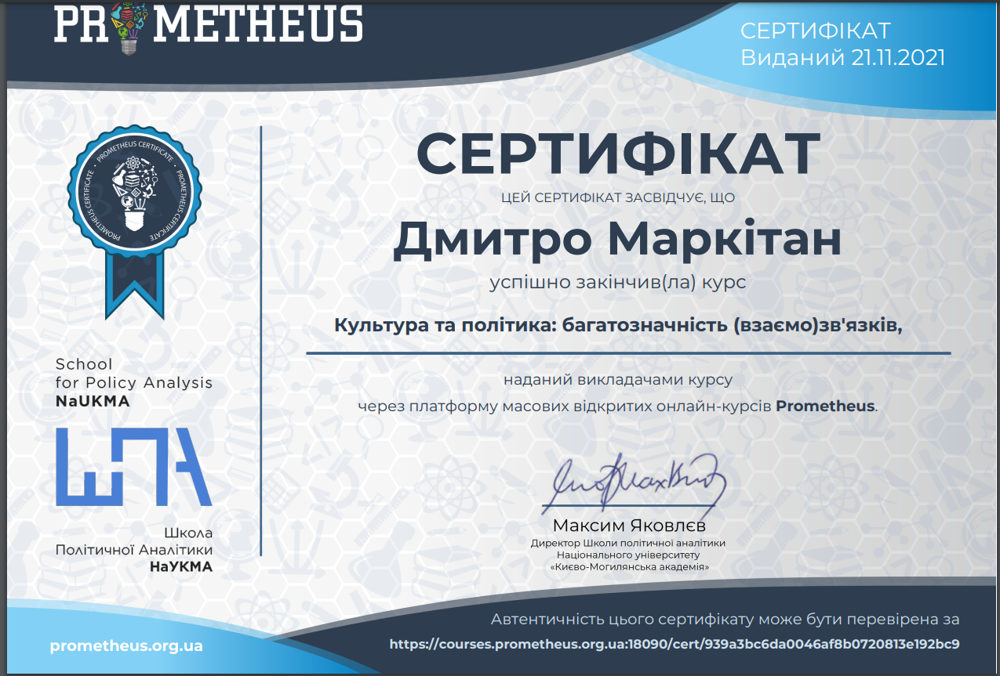 PROMETHEUS
СЕРТИФІКАТ
Виданий 21.11.2021
PROMETHEUS CERTIFICATE • PROMETHEUS CERTIFICATE • PROMETHEUS CERTIFICATE
СЕРТИФІКАТ
ЦЕЙ СЕРТИФІКАТ ЗАСВІДЧУЄ, ЩО
Дмитро Маркітан
успішно закінчив(ла) курс
Культура та політика: багатозначність (взаємо)зв'язків,
наданий викладачами курсу
через платформу масових відкритих онлайн-курсів Prometheus.
School
for Policy Analysis
NaUKMA
ШПА
Школа
Політичної Аналітики
НаУКМА
Максим Яковлєв
Директор Школи політичної аналітики
Національного університету
«Києво-Могилянська академія»
Автентичність цього сертифікату може бути перевірена за
prometheus.org.ua
https://courses.prometheus.org.ua:18090/cert/939a3bc6da0046af8b0720813e192bc9